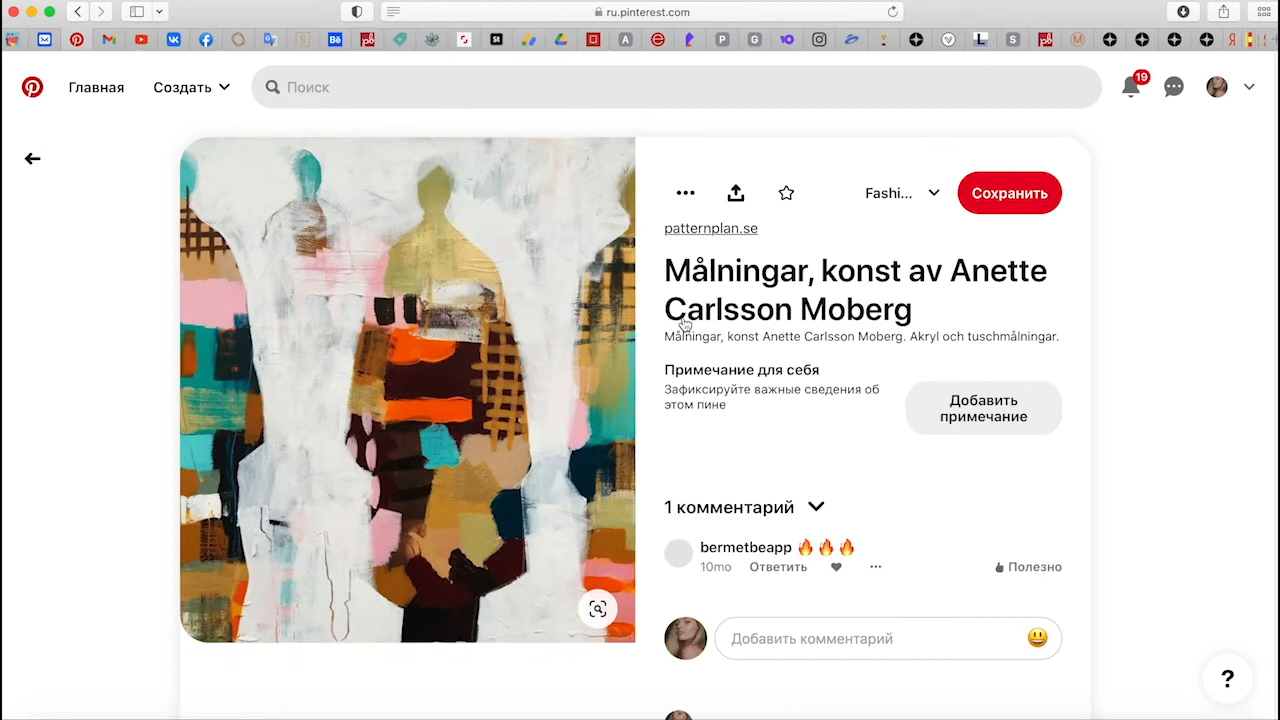 ru.pinterest.com
Главная
Создать
Поиск
19
Fashi...
Сохранить
patternplan.se
Målningar, konst av Anette
Carlsson Moberg
Målningar, konst Anette Carlsson Moberg. Akryl och tuschmålningar.
Примечание для себя
Зафиксируйте важные сведения об
этом пине
Добавить
примечание
1 комментарий
bermetbeapp 🔥🔥🔥
10mo
Ответить
Полезно
Добавить комментарий
?